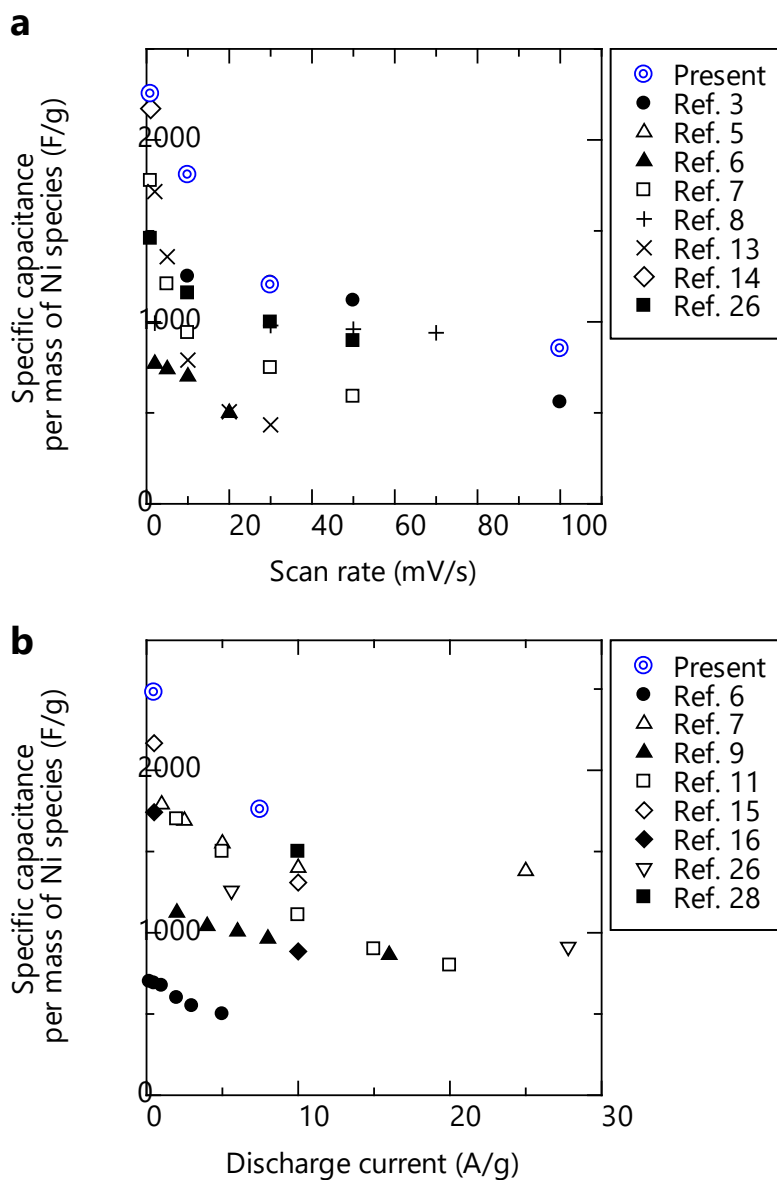 a
Specific capacitance
per mass of Ni species (F/g)
2000
1000
0
0 20 40 60 80 100
Scan rate (mV/s)
Present
Ref. 3
Ref. 5
Ref. 6
Ref. 7
Ref. 8
Ref. 13
Ref. 14
Ref. 26
b
Specific capacitance
per mass of Ni species (F/g)
2000
1000
0
0 10 20 30
Discharge current (A/g)
Present
Ref. 6
Ref. 7
Ref. 9
Ref. 11
Ref. 15
Ref. 16
Ref. 26
Ref. 28